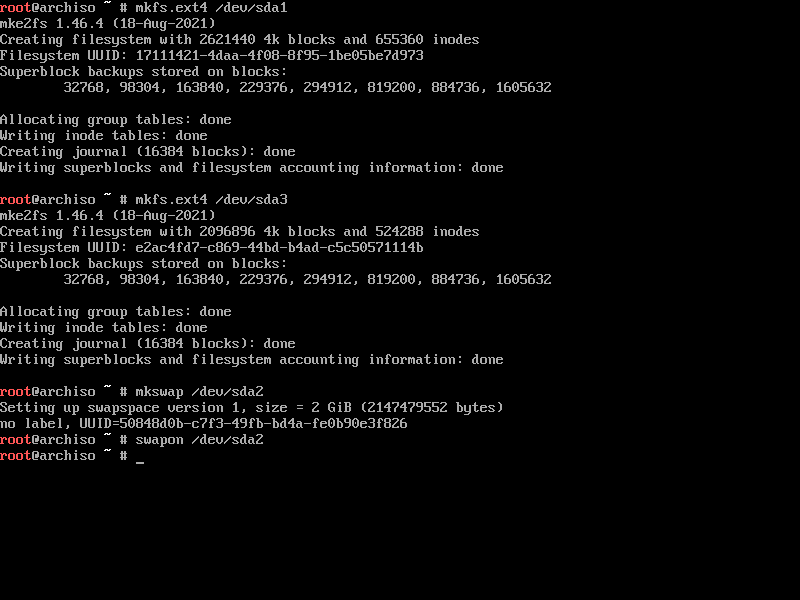 root@archiso ~ # mkfs.ext4 /dev/sda1
mke2fs 1.46.4 (18-Aug-2021)
Creating filesystem with 2621440 4k blocks and 655360 inodes
Filesystem UUID: 17111421-4daa-4f08-8f95-1be05be7d973
Superblock backups stored on blocks:
        32768, 98304, 163840, 229376, 294912, 819200, 884736, 1605632

Allocating group tables: done
Writing inode tables: done
Creating journal (16384 blocks): done
Writing superblocks and filesystem accounting information: done

root@archiso ~ # mkfs.ext4 /dev/sda3
mke2fs 1.46.4 (18-Aug-2021)
Creating filesystem with 2096896 4k blocks and 524288 inodes
Filesystem UUID: e2ac4fd7-c869-44bd-b4ad-c5c50571114b
Superblock backups stored on blocks:
        32768, 98304, 163840, 229376, 294912, 819200, 884736, 1605632

Allocating group tables: done
Writing inode tables: done
Creating journal (16384 blocks): done
Writing superblocks and filesystem accounting information: done

root@archiso ~ # mkswap /dev/sda2
Setting up swapspace version 1, size = 2 GiB (2147479552 bytes)
no label, UUID=50848d0b-c7f3-49fb-bd4a-fe0b90e3f826
root@archiso ~ # swapon /dev/sda2
root@archiso ~ # _